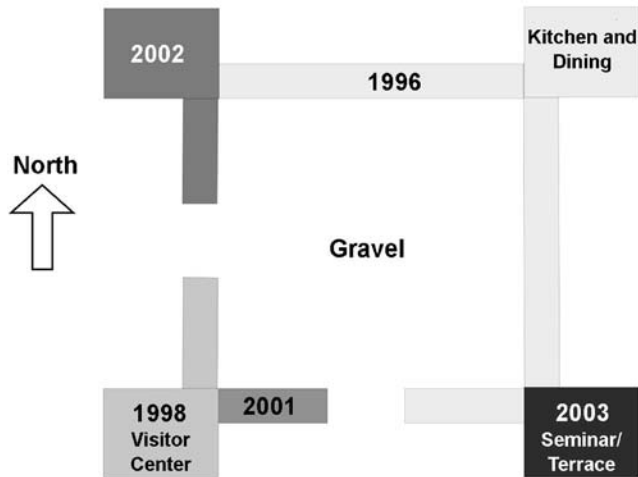 2002
Kitchen and
Dining
1996
North
Gravel
1998
Visitor
Center
2001
2003
Seminar/
Terrace